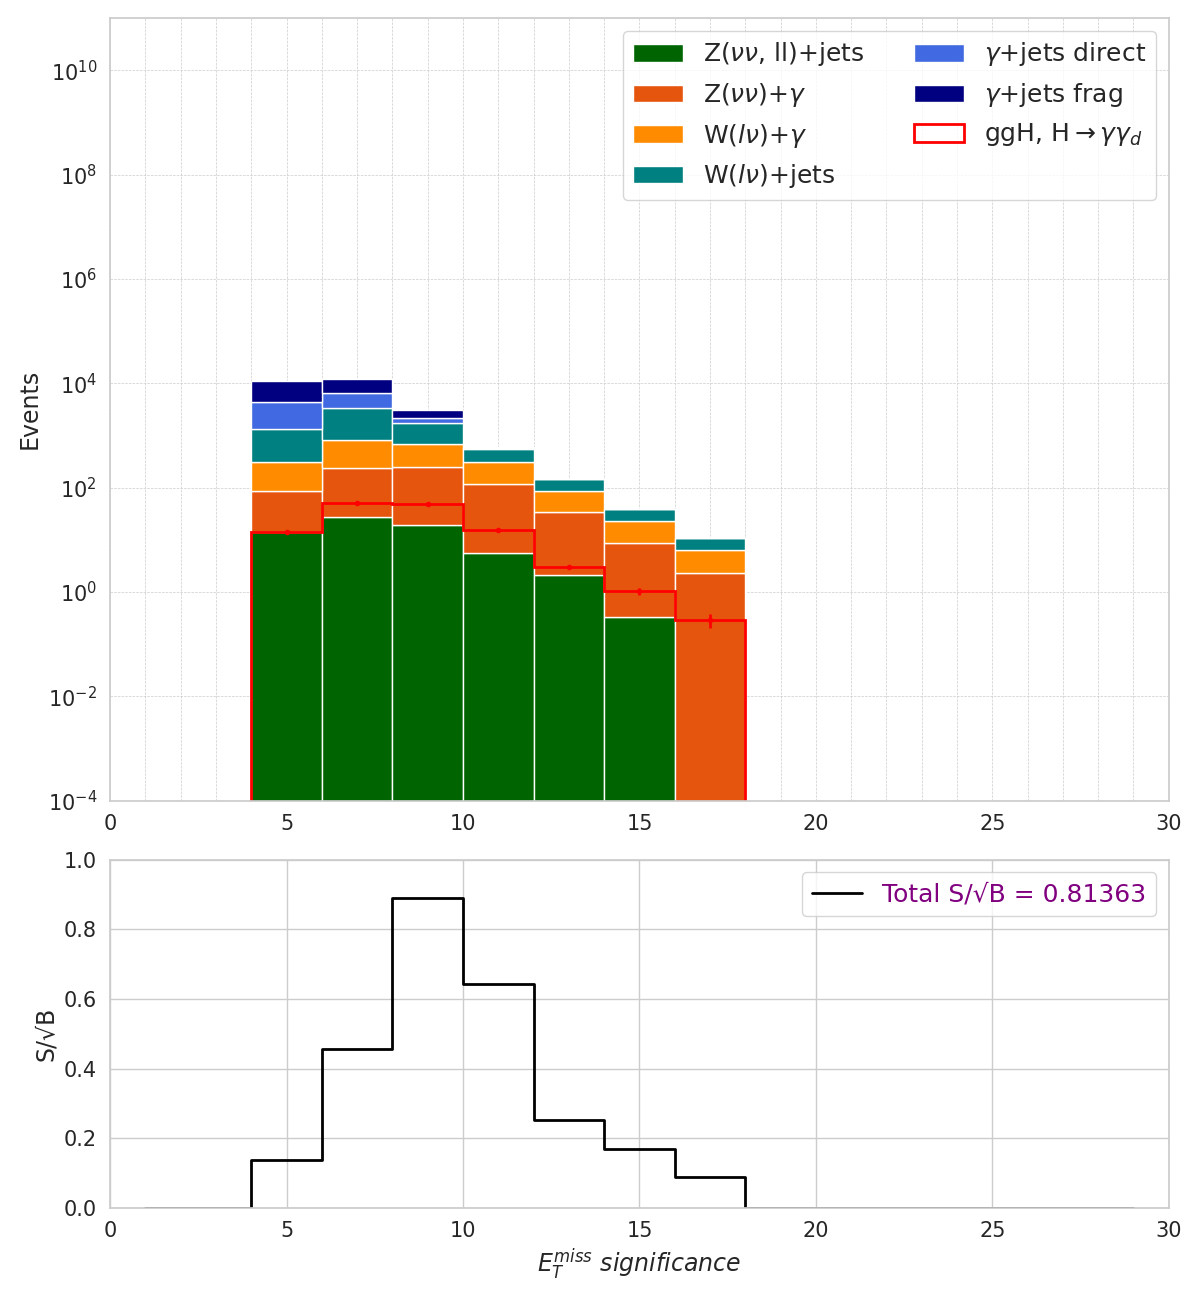 Z(νν, ll)+jets
Z(νν)+γ
W(lν)+γ
W(lν)+jets
γ+jets direct
γ+jets frag
ggH, H→γγ_d
10^10
10^8
10^6
10^4
10^2
10^0
10^−2
10^−4
Events
0 5 10 15 20 25 30
Total S/√B = 0.81363
1.0
0.8
0.6
0.4
0.2
0.0
S/√B
0 5 10 15 20 25 30
E_T^miss significance